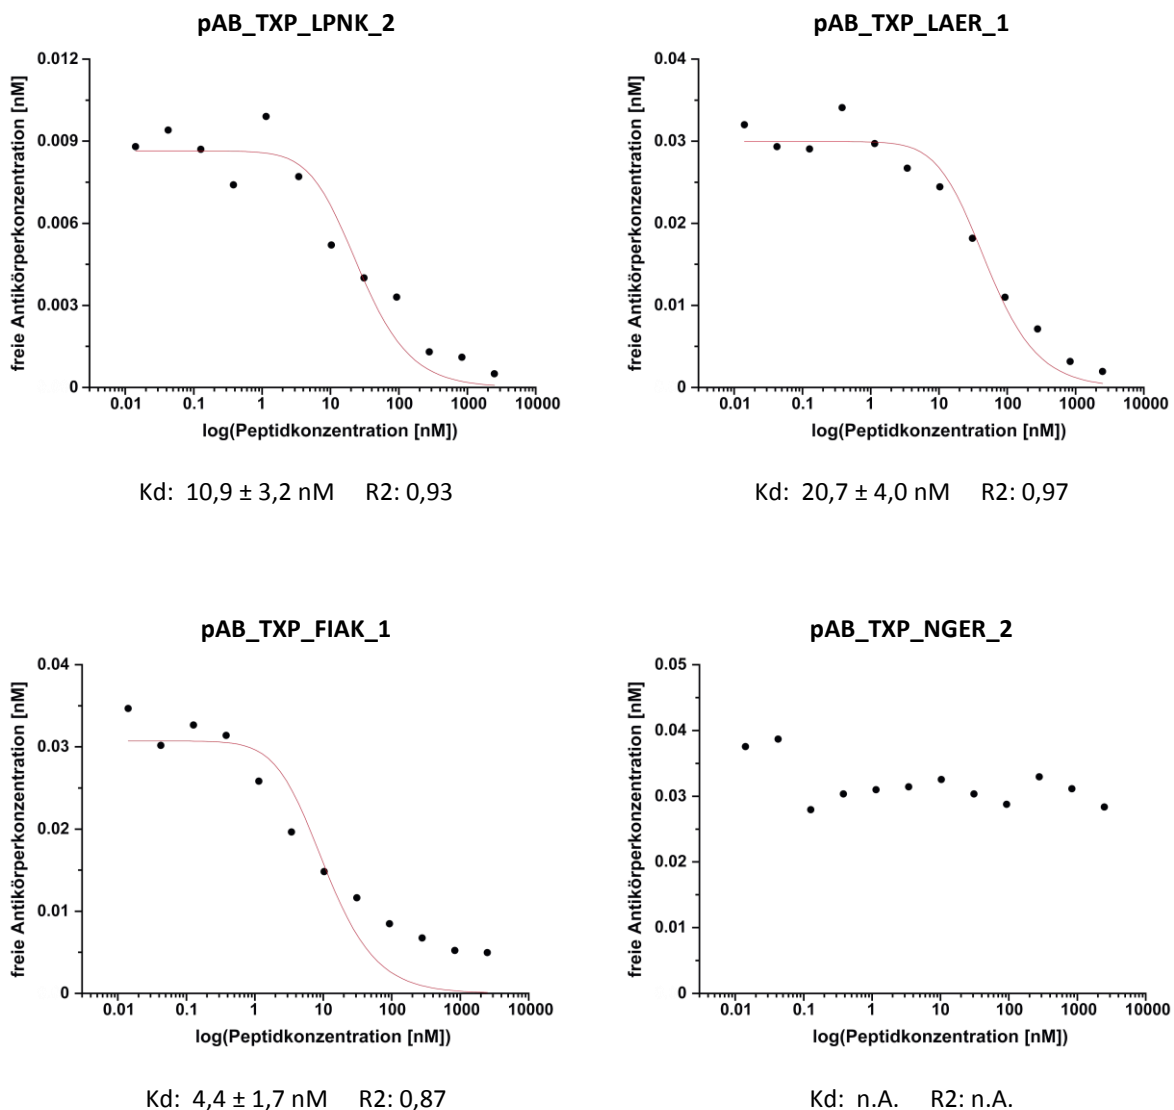 pAB_TXP_LPNK_2
freie Antikörperkonzentration [nM]
0.012
0.009
0.006
0.003
0
0.01 0.1 1 10 100 1000 10000
log(Peptidkonzentration [nM])
Kd: 10,9 ± 3,2 nM R2: 0,93
pAB_TXP_LAER_1
freie Antikörperkonzentration [nM]
0.04
0.03
0.02
0.01
0
0.01 0.1 1 10 100 1000 10000
log(Peptidkonzentration [nM])
Kd: 20,7 ± 4,0 nM R2: 0,97
pAB_TXP_FIAK_1
freie Antikörperkonzentration [nM]
0.04
0.03
0.02
0.01
0
0.01 0.1 1 10 100 1000 10000
log(Peptidkonzentration [nM])
Kd: 4,4 ± 1,7 nM R2: 0,87
pAB_TXP_NGER_2
freie Antikörperkonzentration [nM]
0.05
0.04
0.03
0.02
0.01
0
0.01 0.1 1 10 100 1000 10000
log(Peptidkonzentration [nM])
Kd: n.A. R2: n.A.